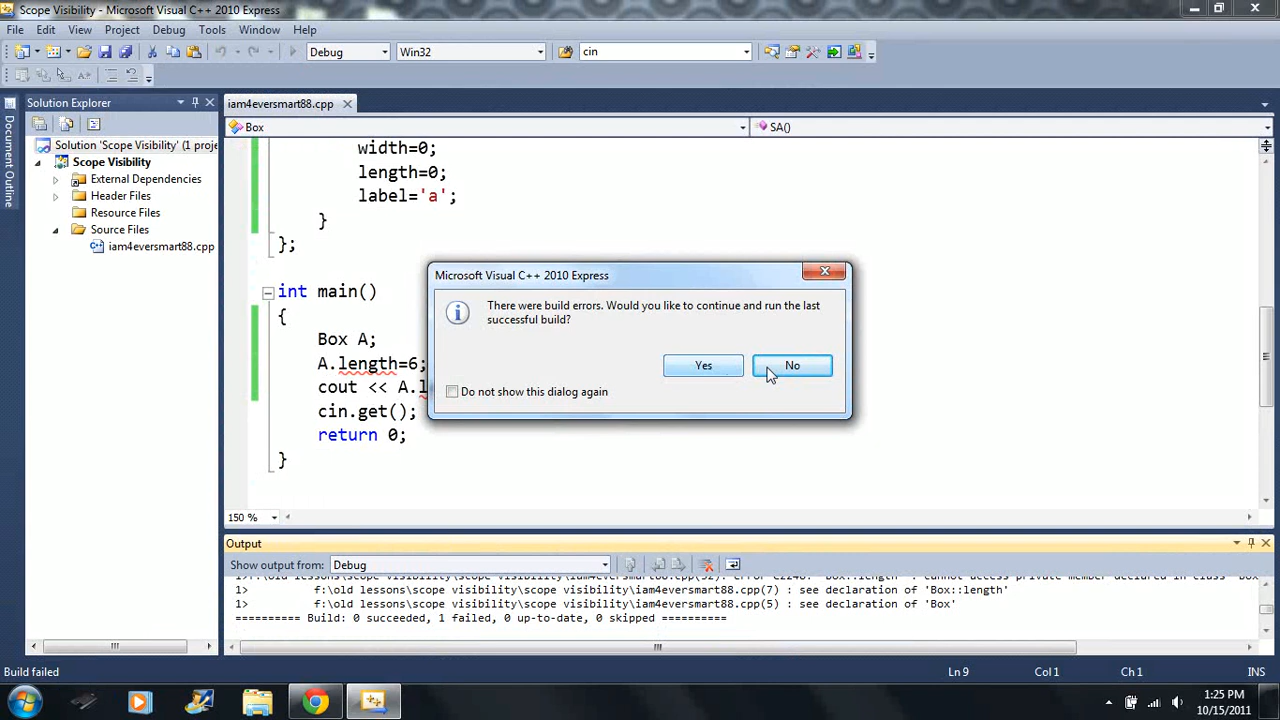 Scope Visibility - Microsoft Visual C++ 2010 Express
File Edit View Project Debug Tools Window Help
Debug Win32 cin
Solution Explorer
iam4eversmart88.cpp
Document Outline
Box SA()
Solution 'Scope Visibility' (1 proje
Scope Visibility
External Dependencies
Header Files
Resource Files
Source Files
iam4eversmart88.cpp
width=0;
length=0;
label='a';
}
};
int main()
{
Box A;
A.length=6;
cout << A.l
cin.get();
return 0;
}
Microsoft Visual C++ 2010 Express
There were build errors. Would you like to continue and run the last
successful build?
Yes No
Do not show this dialog again
150 %
Output
Show output from: Debug
1> f:\old lessons\scope visibility\scope visibility\iam4eversmart88.cpp(7) : see declaration of 'Box::length'
1> f:\old lessons\scope visibility\scope visibility\iam4eversmart88.cpp(5) : see declaration of 'Box'
========== Build: 0 succeeded, 1 failed, 0 up-to-date, 0 skipped ==========
Build failed Ln 9 Col 1 Ch 1 INS
1:25 PM
10/15/2011